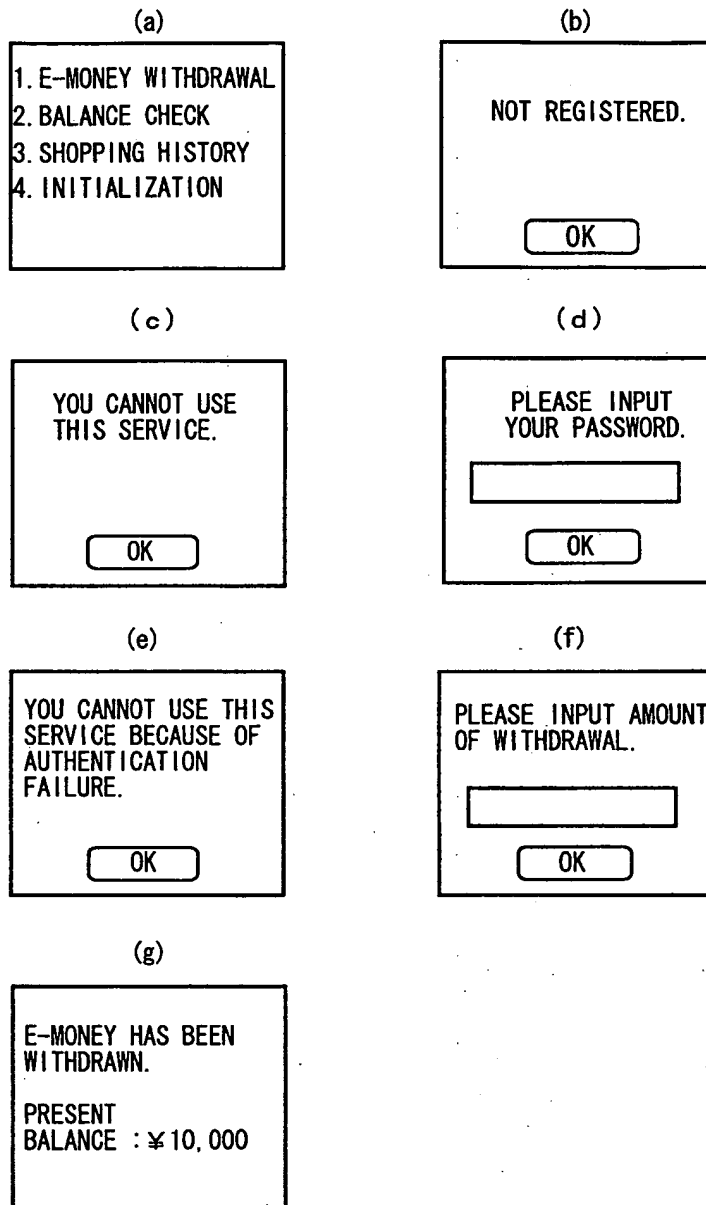 (a)
1. E-MONEY WITHDRAWAL
2. BALANCE CHECK
3. SHOPPING HISTORY
4. INITIALIZATION
(b)
NOT REGISTERED.
OK
(c)
YOU CANNOT USE
THIS SERVICE.
OK
(d)
PLEASE INPUT
YOUR PASSWORD.
OK
(e)
YOU CANNOT USE THIS
SERVICE BECAUSE OF
AUTHENTICATION
FAILURE.
OK
(f)
PLEASE INPUT AMOUNT
OF WITHDRAWAL.
OK
(g)
E-MONEY HAS BEEN
WITHDRAWN.
PRESENT
BALANCE :¥10,000